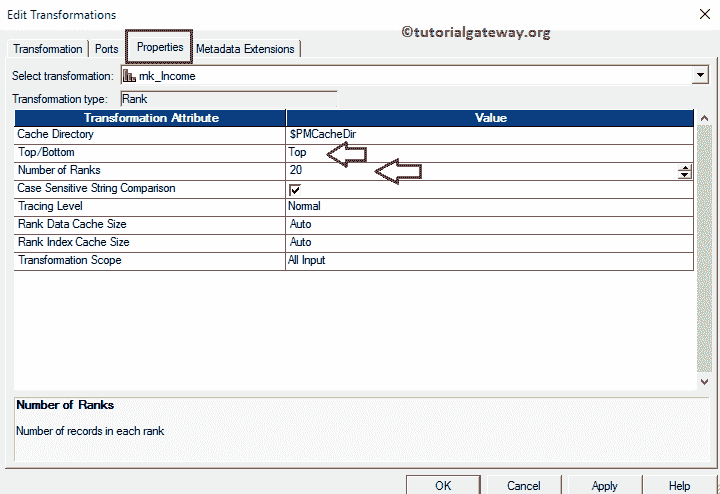 Edit Transformations
©tutorialgateway.org
Transformation Ports Properties Metadata Extensions
Select transformation: rnk_Income
Transformation type: Rank
Transformation Attribute Value
Cache Directory $PMCacheDir
Top/Bottom Top
Number of Ranks 20
Case Sensitive String Comparison
Tracing Level Normal
Rank Data Cache Size Auto
Rank Index Cache Size Auto
Transformation Scope All Input
Number of Ranks
Number of records in each rank
OK Cancel Apply Help